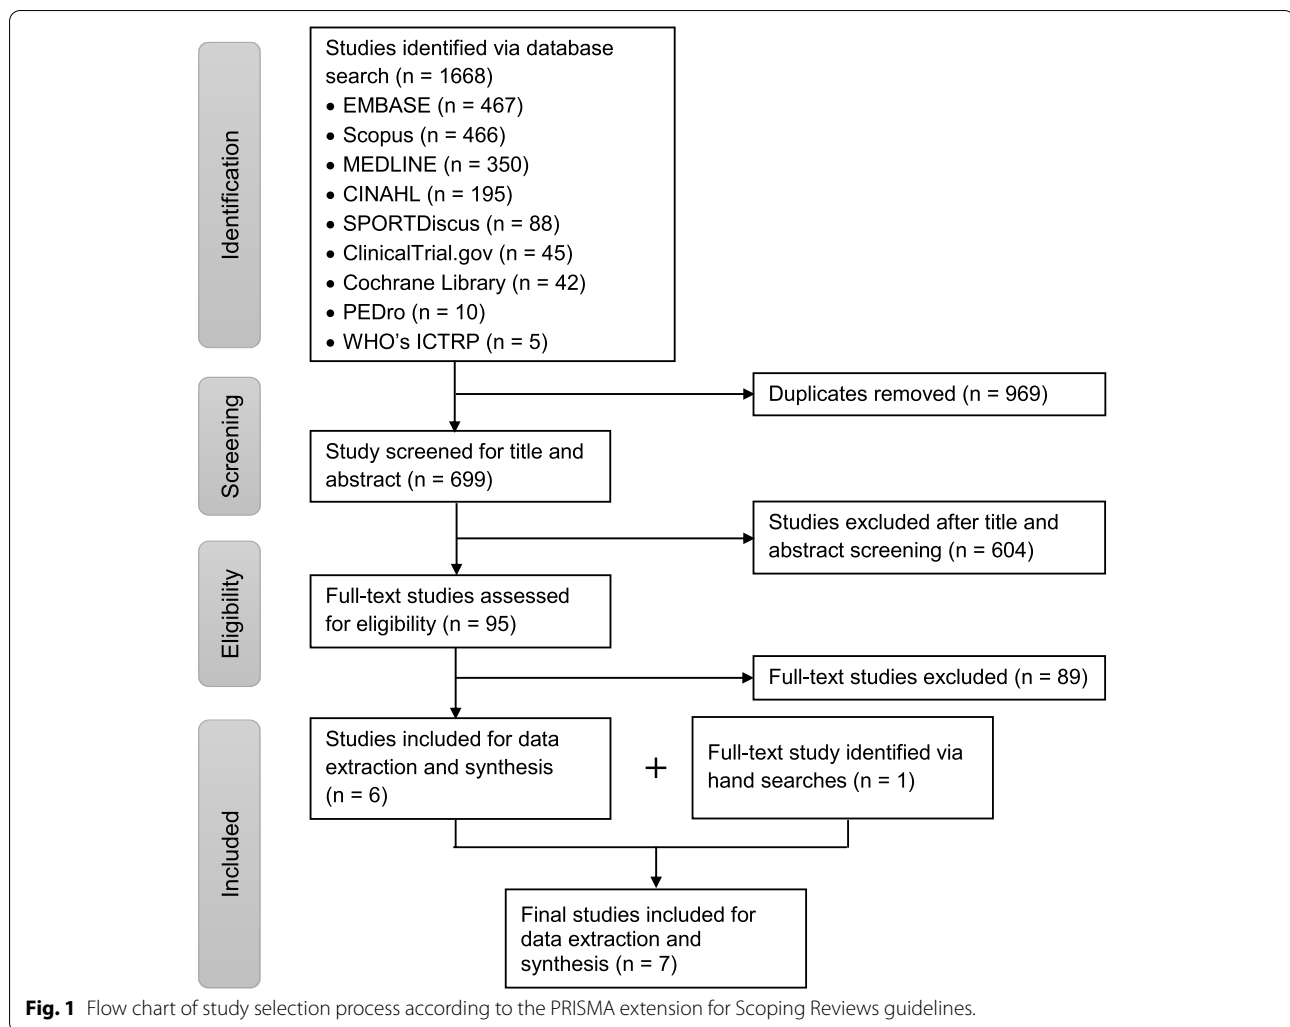 Identification
Studies identified via database
search (n = 1668)
• EMBASE (n = 467)
• Scopus (n = 466)
• MEDLINE (n = 350)
• CINAHL (n = 195)
• SPORTDiscus (n = 88)
• ClinicalTrial.gov (n = 45)
• Cochrane Library (n = 42)
• PEDro (n = 10)
• WHO's ICTRP (n = 5)
Duplicates removed (n = 969)
Screening
Study screened for title and
abstract (n = 699)
Studies excluded after title and
abstract screening (n = 604)
Eligibility
Full-text studies assessed
for eligibility (n = 95)
Full-text studies excluded (n = 89)
Included
Studies included for data
extraction and synthesis
(n = 6)
+
Full-text study identified via
hand searches (n = 1)
Final studies included for
data extraction and
synthesis (n = 7)
Fig. 1 Flow chart of study selection process according to the PRISMA extension for Scoping Reviews guidelines.